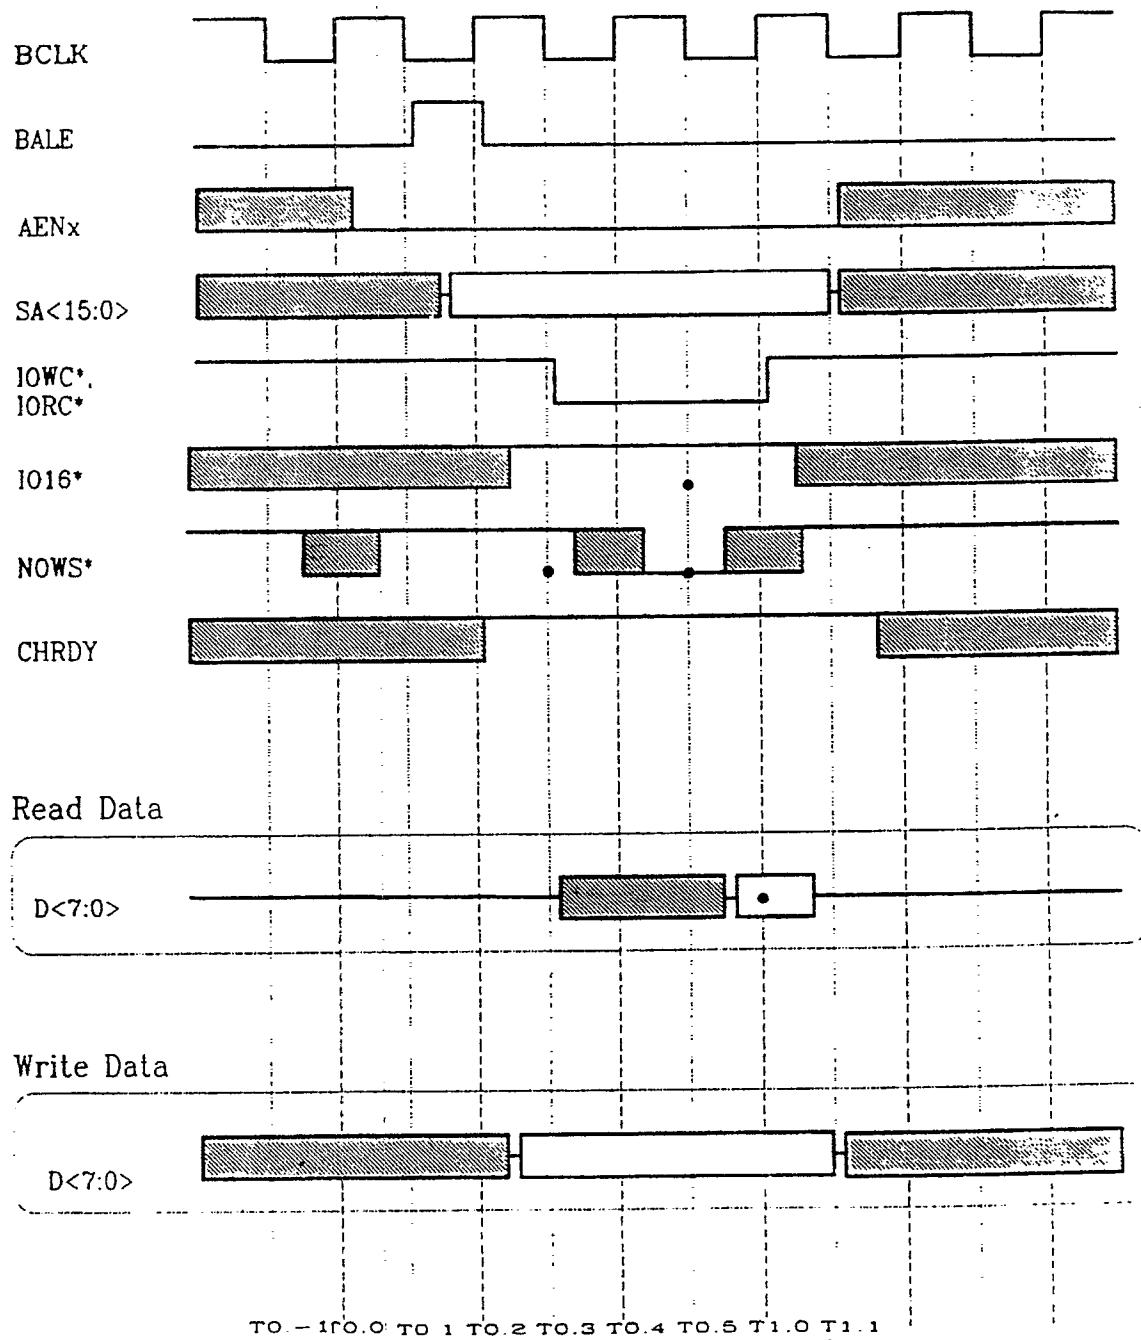 BCLK
BALE
AENx
SA<15:0>
IOWC*,
IORC*
IO16*
NOWS*
CHRDY
Read Data
D<7:0>
Write Data
D<7:0>
T0.-1 T0.0 T0.1 T0.2 T0.3 T0.4 T0.5 T1.0 T1.1